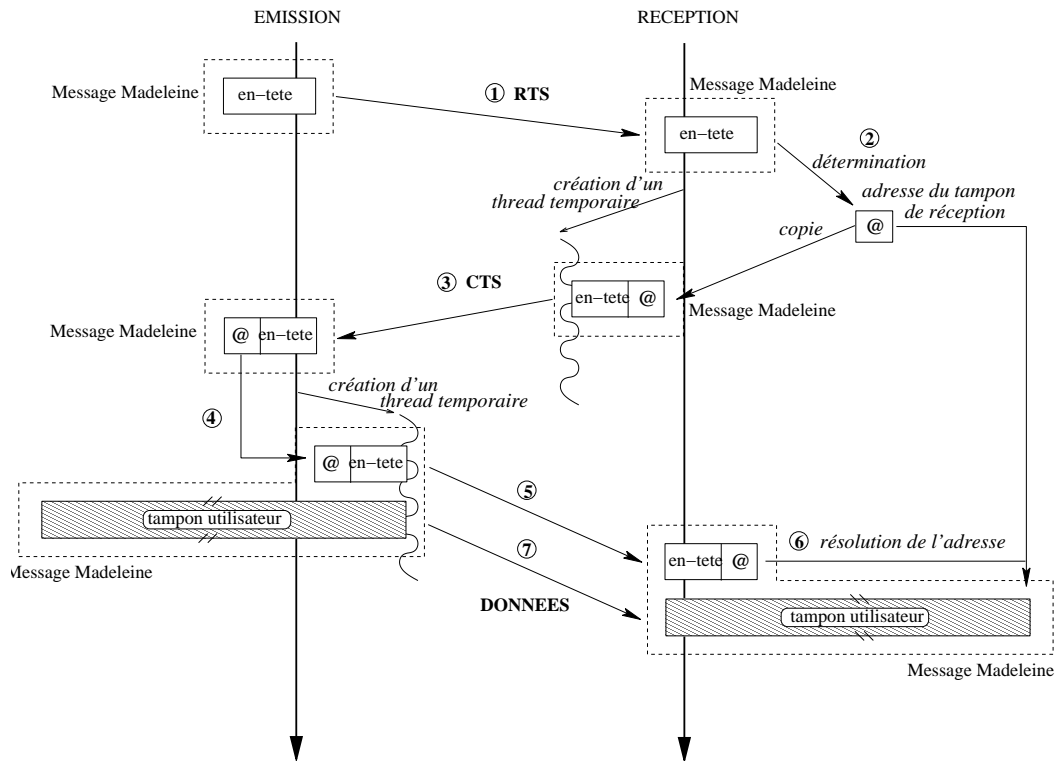 EMISSION
RECEPTION
Message Madeleine
en−tete
① RTS
Message Madeleine
en−tete
②
détermination
création d'un
thread temporaire
adresse du tampon
de réception
@
copie
③ CTS
en−tete @
Message Madeleine
Message Madeleine
@ en−tete
création d'un
thread temporaire
④
@ en−tete
⑤
tampon utilisateur
⑦
Message Madeleine
⑥ résolution de l'adresse
en−tete @
DONNEES
tampon utilisateur
Message Madeleine